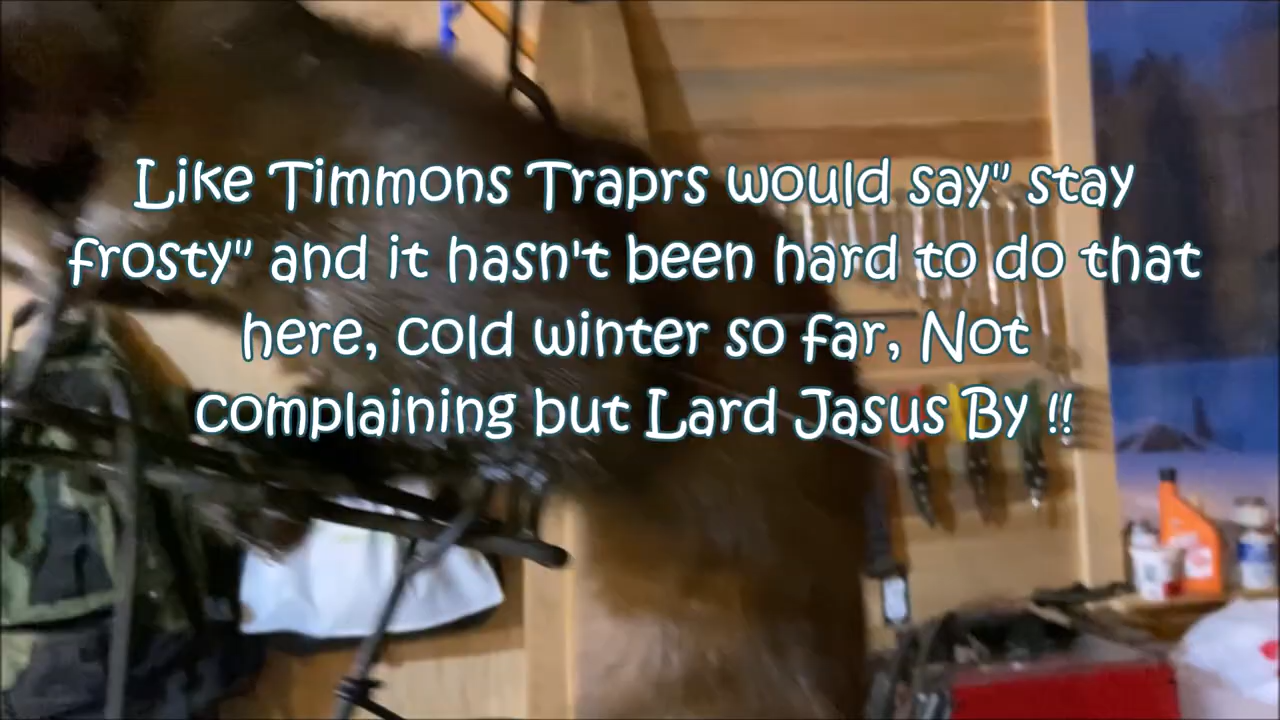 Like Timmons Traprs would say" stay
frosty" and it hasn't been hard to do that
here, cold winter so far, Not
complaining but Lard Jasus By !!